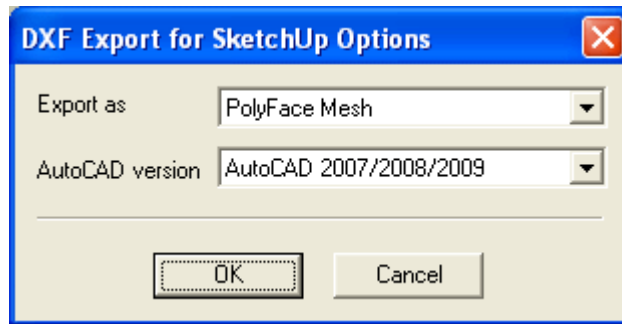 DXF Export for SketchUp Options
Export as PolyFace Mesh
AutoCAD version AutoCAD 2007/2008/2009
OK Cancel